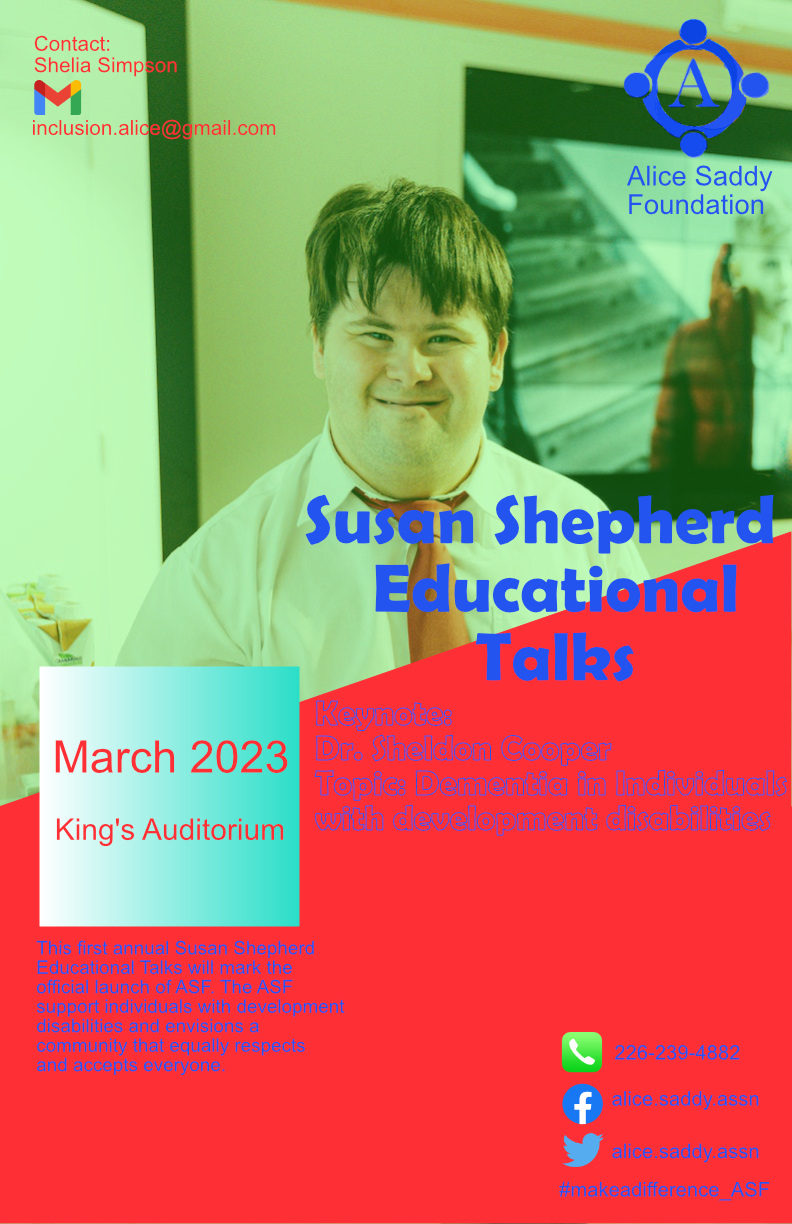 Contact:
Shelia Simpson
inclusion.alice@gmail.com
A
Alice Saddy
Foundation
Susan Shepherd
Educational
Talks
Keynote:
Dr. Sheldon Cooper
Topic: Dementia in Individuals
with development disabilities
March 2023
King's Auditorium
This first annual Susan Shepherd
Educational Talks will mark the
official launch of ASF. The ASF
support individuals with development
disabilities and envisions a
community that equally respects
and accepts everyone.
226-239-4882
alice.saddy.assn
alice.saddy.assn
#makeadifference_ASF